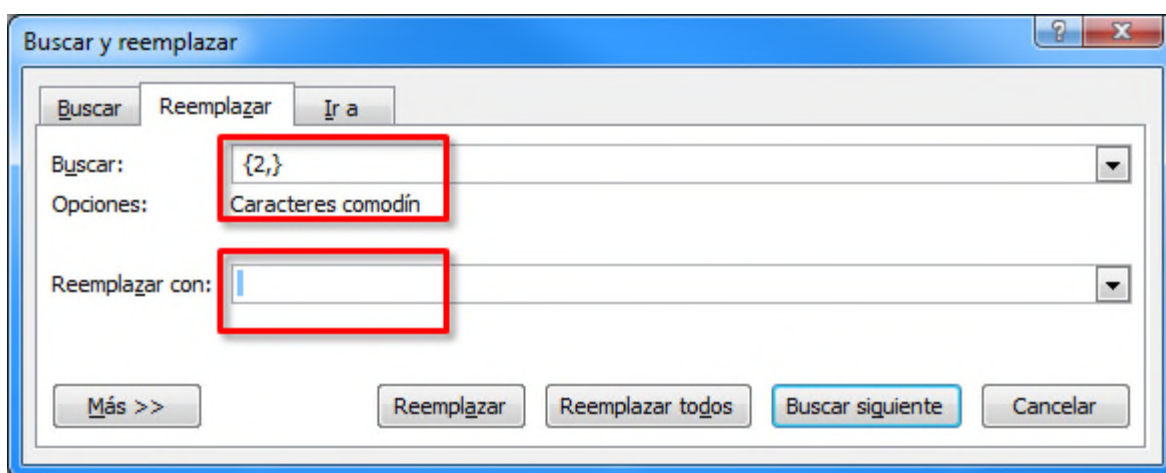 Buscar y reemplazar
Buscar Reemplazar Ir a
Buscar: {2,}
Opciones: Caracteres comodín
Reemplazar con:
Más >> Reemplazar Reemplazar todos Buscar siguiente Cancelar